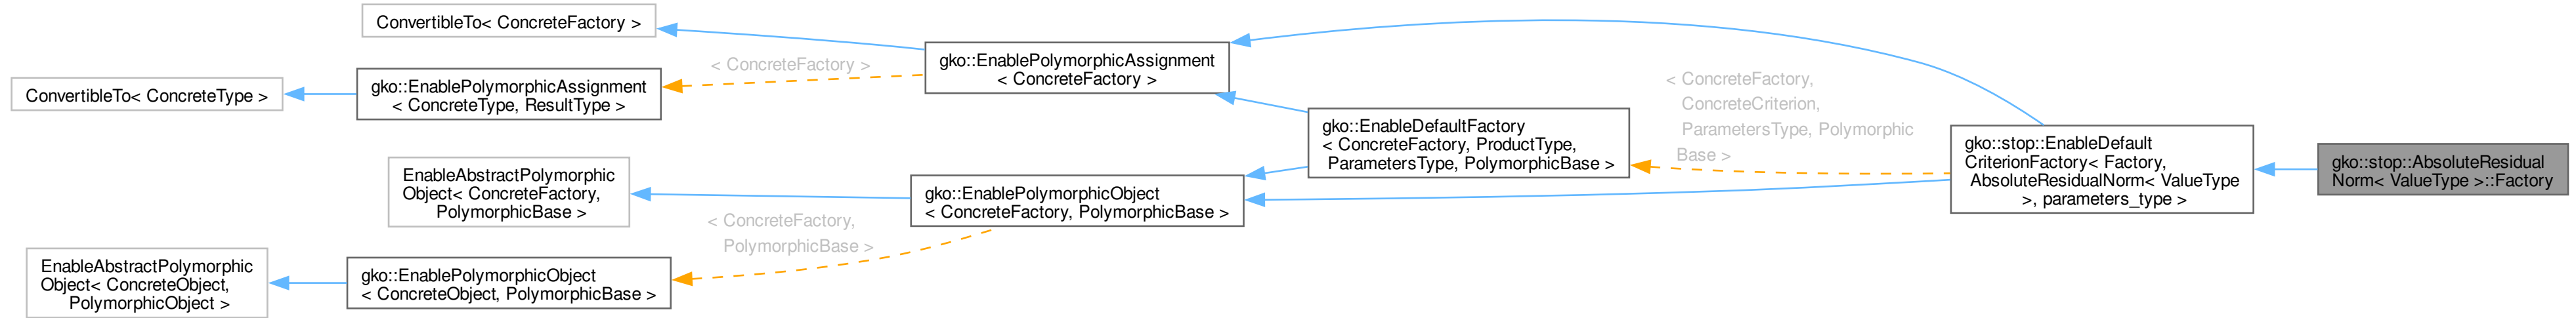 ConvertibleTo< ConcreteFactory >
ConvertibleTo< ConcreteType >
gko::EnablePolymorphicAssignment
< ConcreteType, ResultType >
< ConcreteFactory >
gko::EnablePolymorphicAssignment
< ConcreteFactory >
EnableAbstractPolymorphic
Object< ConcreteFactory,
PolymorphicBase >
EnableAbstractPolymorphic
Object< ConcreteObject,
PolymorphicObject >
gko::EnablePolymorphicObject
< ConcreteObject, PolymorphicBase >
< ConcreteFactory,
PolymorphicBase >
gko::EnablePolymorphicObject
< ConcreteFactory, PolymorphicBase >
gko::EnableDefaultFactory
< ConcreteFactory, ProductType,
ParametersType, PolymorphicBase >
< ConcreteFactory,
ConcreteCriterion,
ParametersType, Polymorphic
Base >
gko::stop::EnableDefault
CriterionFactory< Factory,
AbsoluteResidualNorm< ValueType
>, parameters_type >
gko::stop::AbsoluteResidual
Norm< ValueType >::Factory